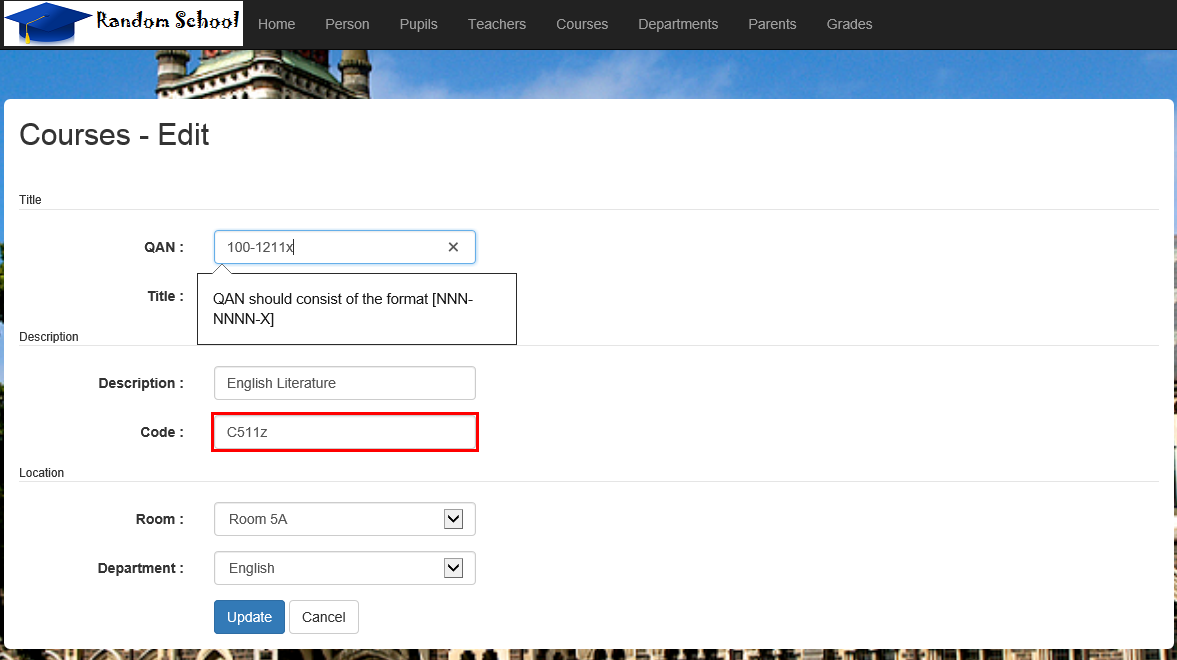 Random School Home Person Pupils Teachers Courses Departments Parents Grades
Courses - Edit
Title
QAN : 100-1211x
Title :
QAN should consist of the format [NNN-
NNNN-X]
Description
Description : English Literature
Code : C511z
Location
Room : Room 5A
Department : English
Update Cancel